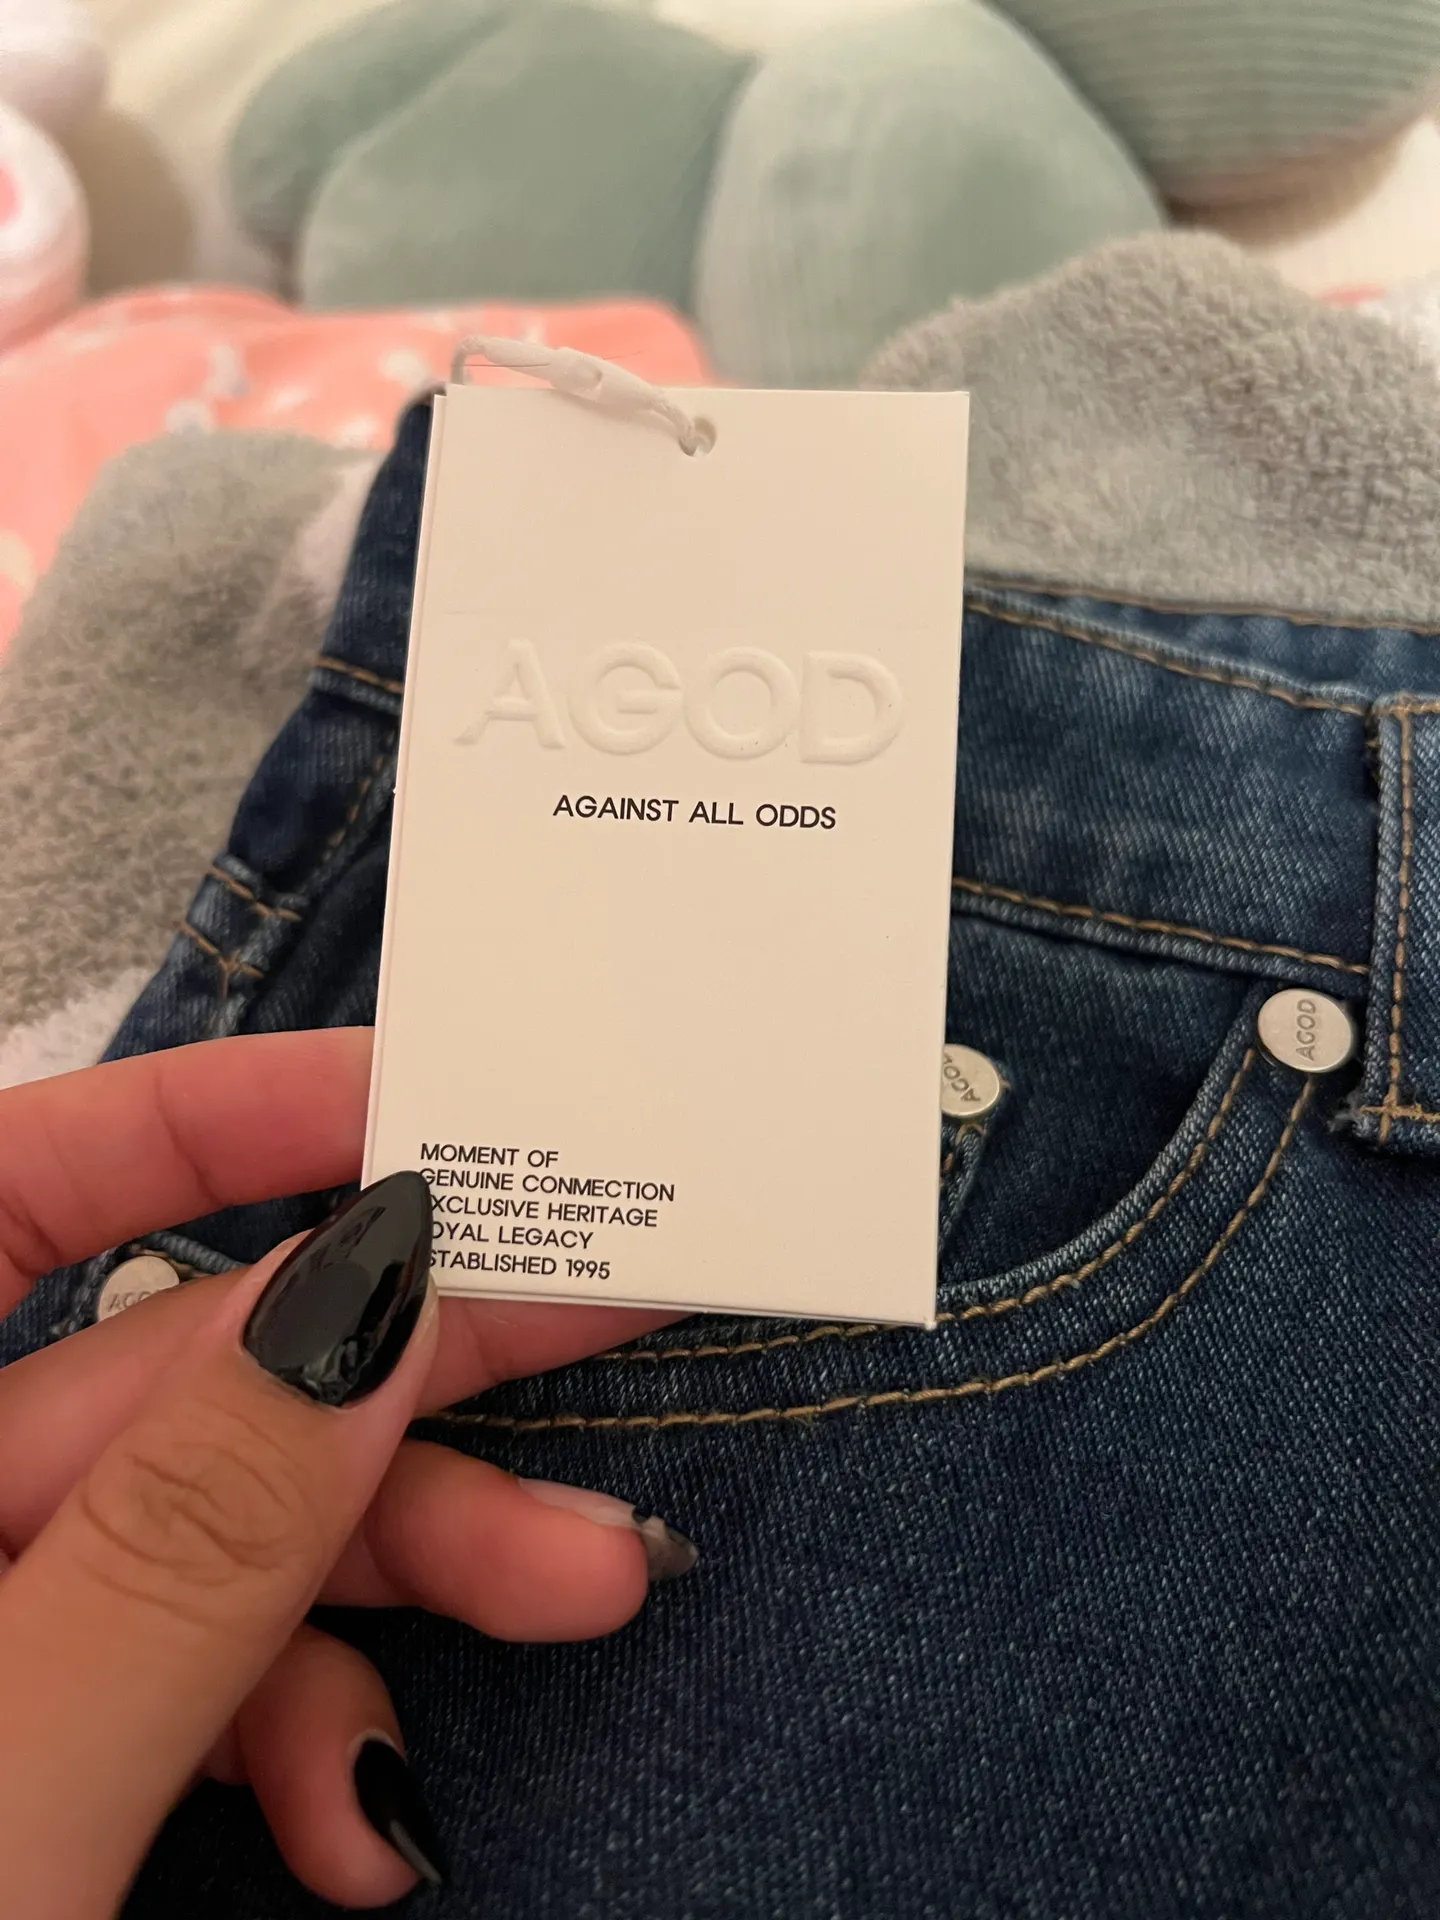 AGOD
AGAINST ALL ODDS
MOMENT OF
GENUINE CONMECTION
XCLUSIVE HERITAGE
OYAL LEGACY
STABLISHED 1995
AGOD
AGOD